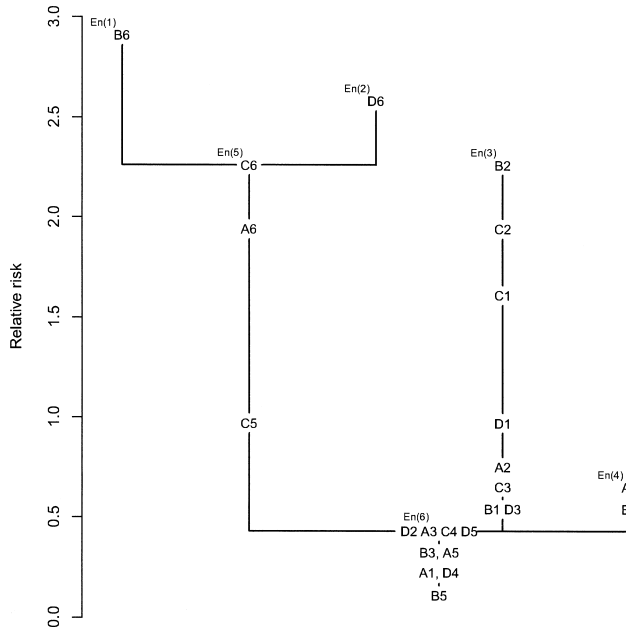 3.0
En(1)
B6
En(2)
D6
2.5
En(5)
C6
En(3)
B2
2.0
A6
C2
Relative risk
1.5
C1
1.0
C5
D1
A2
En(4)
C3
0.5
B1 D3
En(6)
D2 A3 C4 D5
B3, A5
A1, D4
B5
0.0